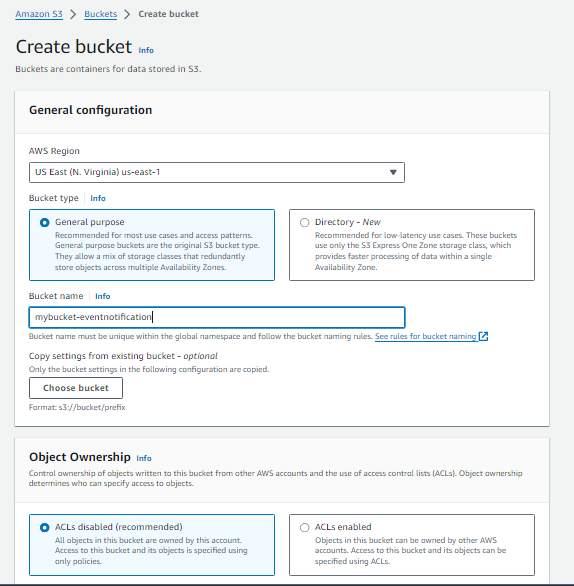 Amazon S3 > Buckets > Create bucket
Create bucket Info
Buckets are containers for data stored in S3.
General configuration
AWS Region
US East (N. Virginia) us-east-1
Bucket type | Info
General purpose
Recommended for most use cases and access patterns.
General purpose buckets are the original S3 bucket type.
They allow a mix of storage classes that redundantly
store objects across multiple Availability Zones.
Directory - New
Recommended for low-latency use cases. These buckets
use only the S3 Express One Zone storage class, which
provides faster processing of data within a single
Availability Zone.
Bucket name | Info
mybucket-eventnotification
Bucket name must be unique within the global namespace and follow the bucket naming rules. See rules for bucket naming
Copy settings from existing bucket - optional
Only the bucket settings in the following configuration are copied.
Choose bucket
Format: s3://bucket/prefix
Object Ownership Info
Control ownership of objects written to this bucket from other AWS accounts and the use of access control lists (ACLs). Object ownership
determines who can specify access to objects.
ACLs disabled (recommended)
All objects in this bucket are owned by this account.
Access to this bucket and its objects is specified using
only policies.
ACLs enabled
Objects in this bucket can be owned by other AWS
accounts. Access to this bucket and its objects can be
specified using ACLs.